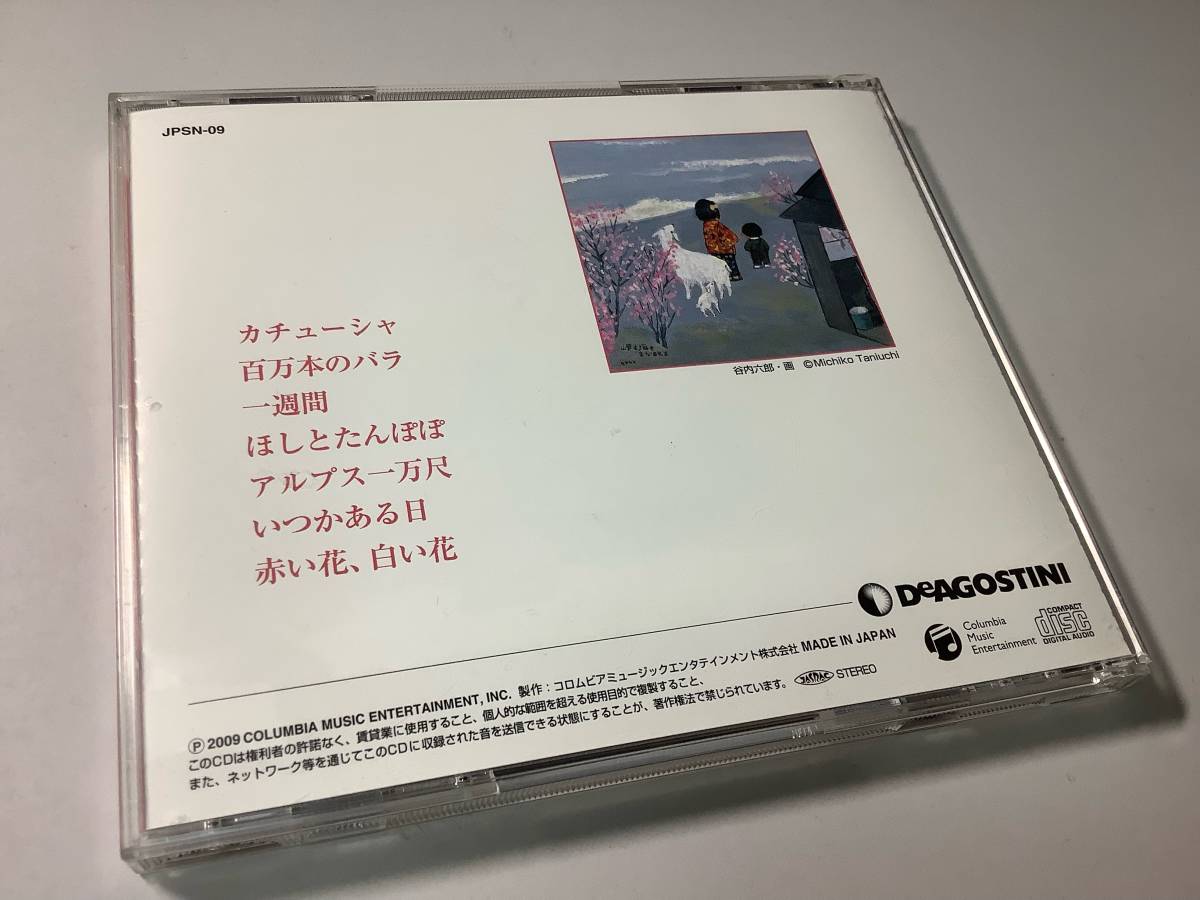 JPSN-09
谷内六郎・画 ©Michiko Taniuchi
カチューシャ
百万本のバラ
一週間
ほしとたんぽぽ
アルプス一万尺
いつかある日
赤い花、白い花
DeAGOSTINI
Columbia
Music
Entertainment
COMPACT
disc
DIGITAL AUDIO
Ⓟ 2009 COLUMBIA MUSIC ENTERTAINMENT, INC. 製作：コロムビアミュージックエンタテインメント株式会社 MADE IN JAPAN
このCDは権利者の許諾なく、賃貸業に使用すること、個人的な範囲を超える使用目的で複製すること、
また、ネットワーク等を通じてこのCDに収録された音を送信できる状態にすることが、著作権法で禁じられています。 JASRAC STEREO